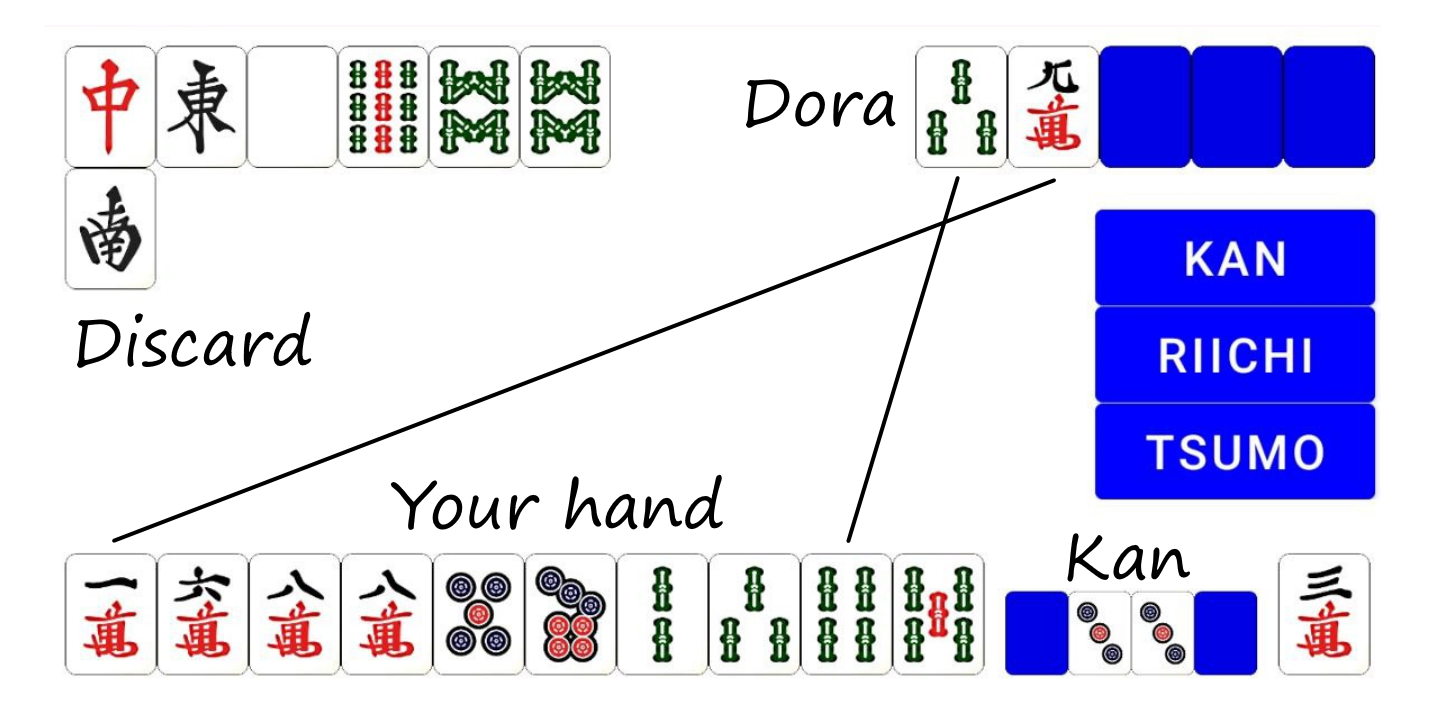 中 東
Dora
九萬
南
KAN
Discard
RIICHI
TSUMO
Your hand
Kan
一萬 六萬 八萬 八萬
三萬